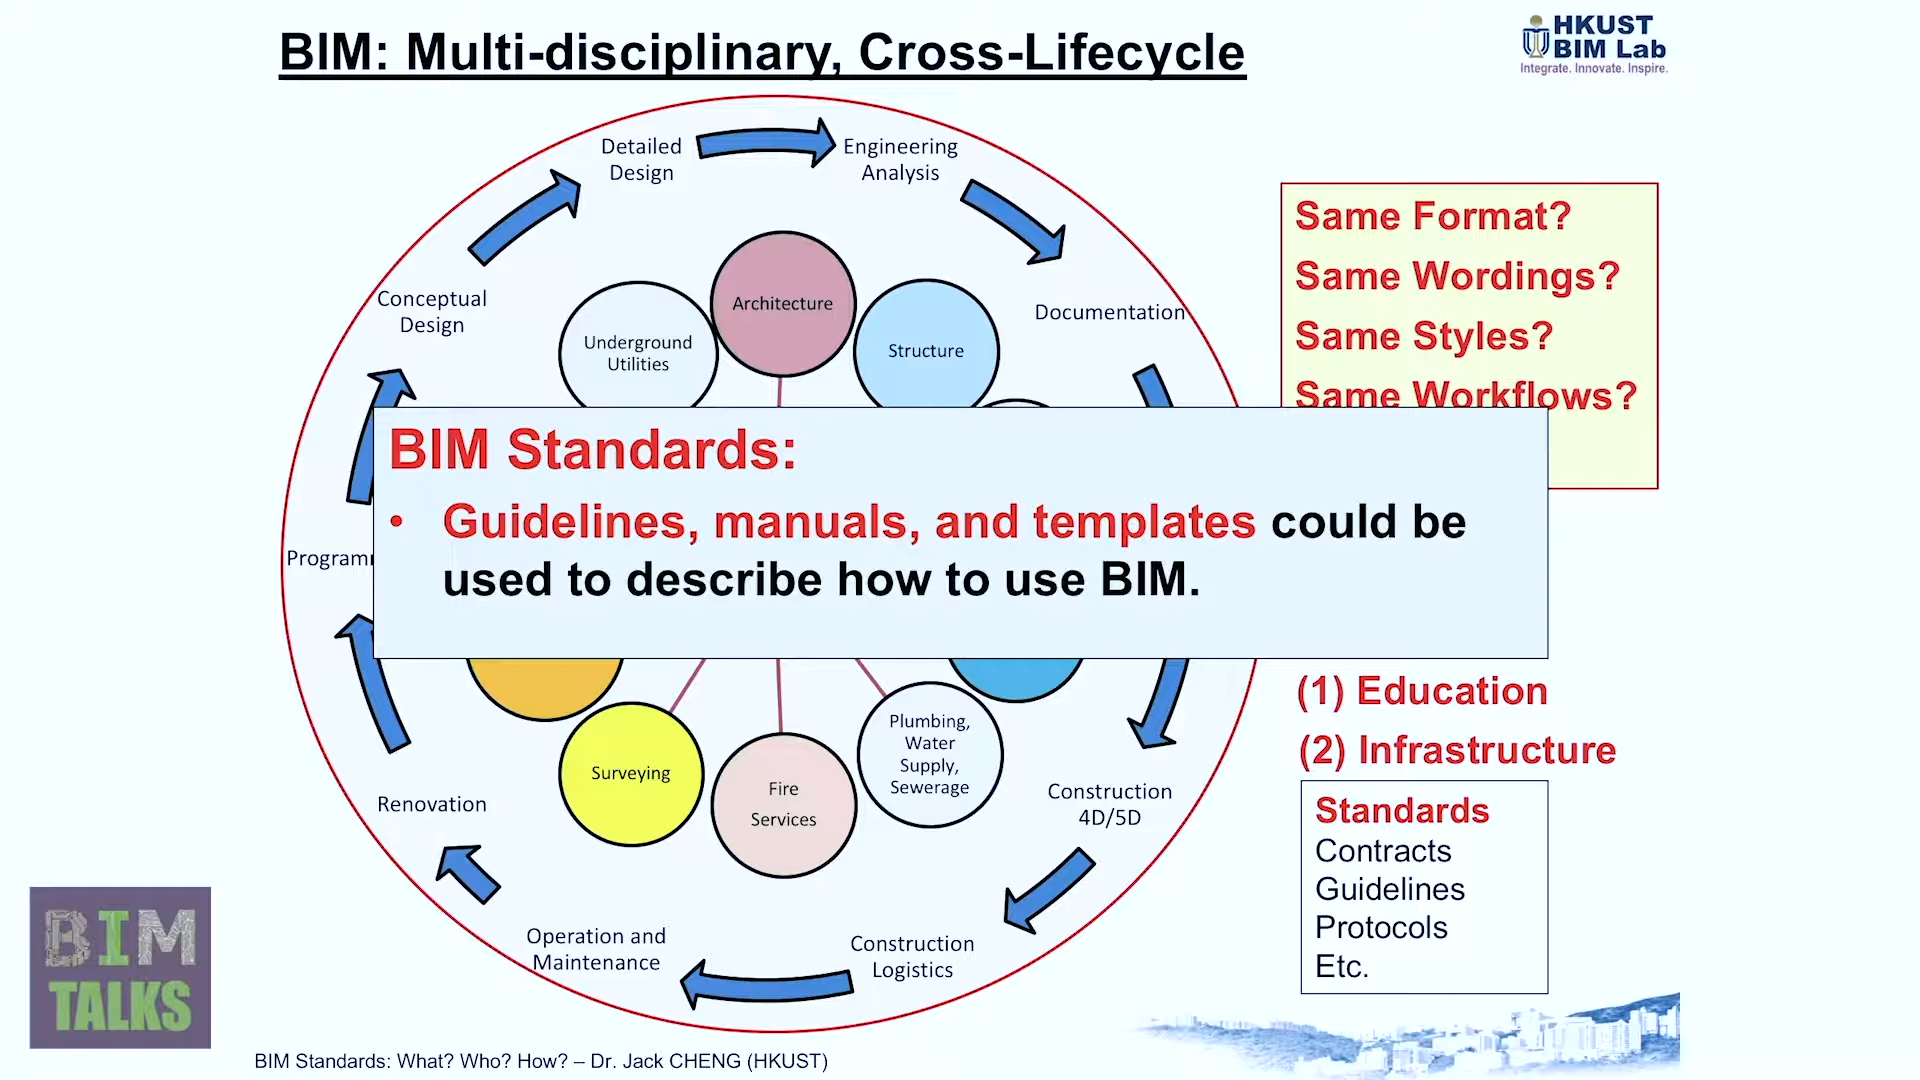 BIM: Multi-disciplinary, Cross-Lifecycle
HKUST
BIM Lab
Integrate. Innovate. Inspire.
Detailed
Design
Engineering
Analysis
Conceptual
Design
Documentation
Underground
Utilities
Architecture
Structure
Same Format?
Same Wordings?
Same Styles?
Same Workflows?
BIM Standards:
• Guidelines, manuals, and templates could be
used to describe how to use BIM.
(1) Education
(2) Infrastructure
Standards
Contracts
Guidelines
Protocols
Etc.
Surveying
Fire
Services
Plumbing,
Water
Supply,
Sewerage
Renovation
Construction
4D/5D
Operation and
Maintenance
Construction
Logistics
BIM
TALKS
BIM Standards: What? Who? How? – Dr. Jack CHENG (HKUST)